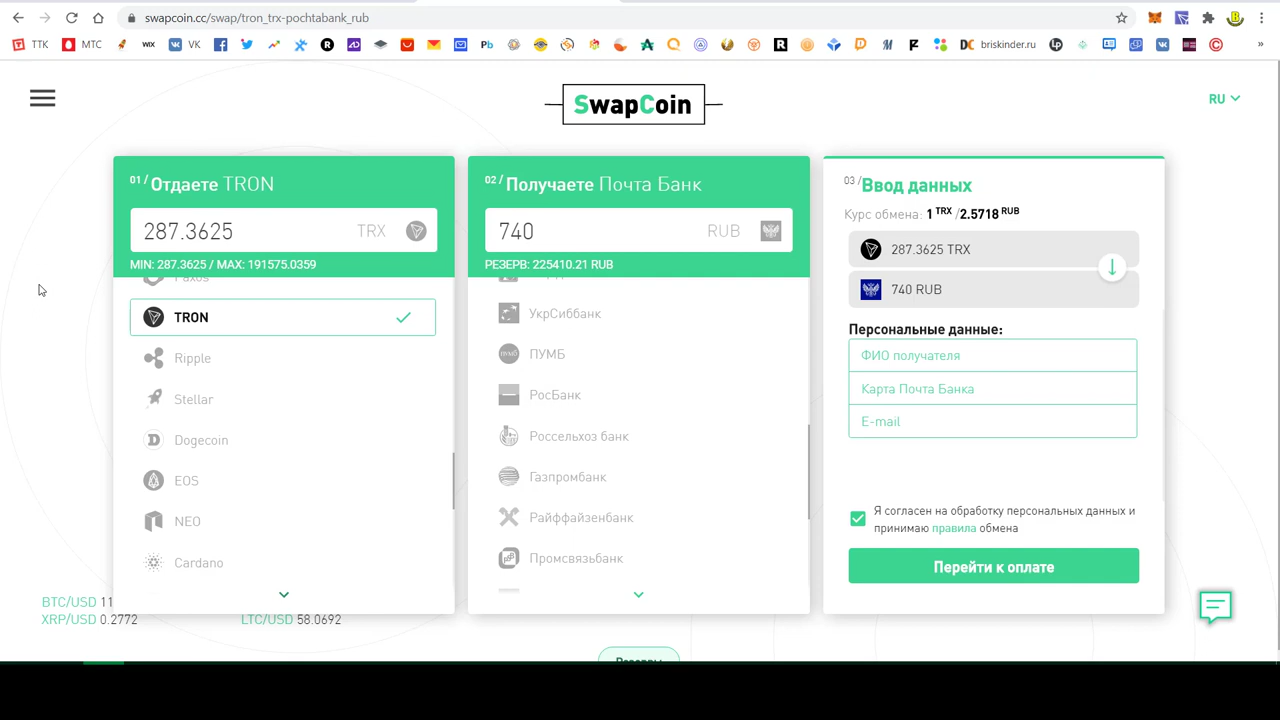 swapcoin.cc/swap/tron_trx-pochtabank_rub
ТТК МТС WIX VK Pb briskinder.ru
SwapCoin
RU
01/ Отдаете TRON
287.3625 TRX
MIN: 287.3625 / MAX: 191575.0359
Paxos
TRON
Ripple
Stellar
Dogecoin
EOS
NEO
Cardano
02/ Получаете Почта Банк
740 RUB
РЕЗЕРВ: 225410.21 RUB
УкрСиббанк
ПУМБ
РосБанк
Россельхоз банк
Газпромбанк
Райффайзенбанк
Промсвязьбанк
03/ Ввод данных
Курс обмена: 1 TRX /2.5718 RUB
287.3625 TRX
740 RUB
Персональные данные:
ФИО получателя
Карта Почта Банка
E-mail
Я согласен на обработку персональных данных и
принимаю правила обмена
Перейти к оплате
BTC/USD 11
XRP/USD 0.2772 LTC/USD 58.0692
Резервы